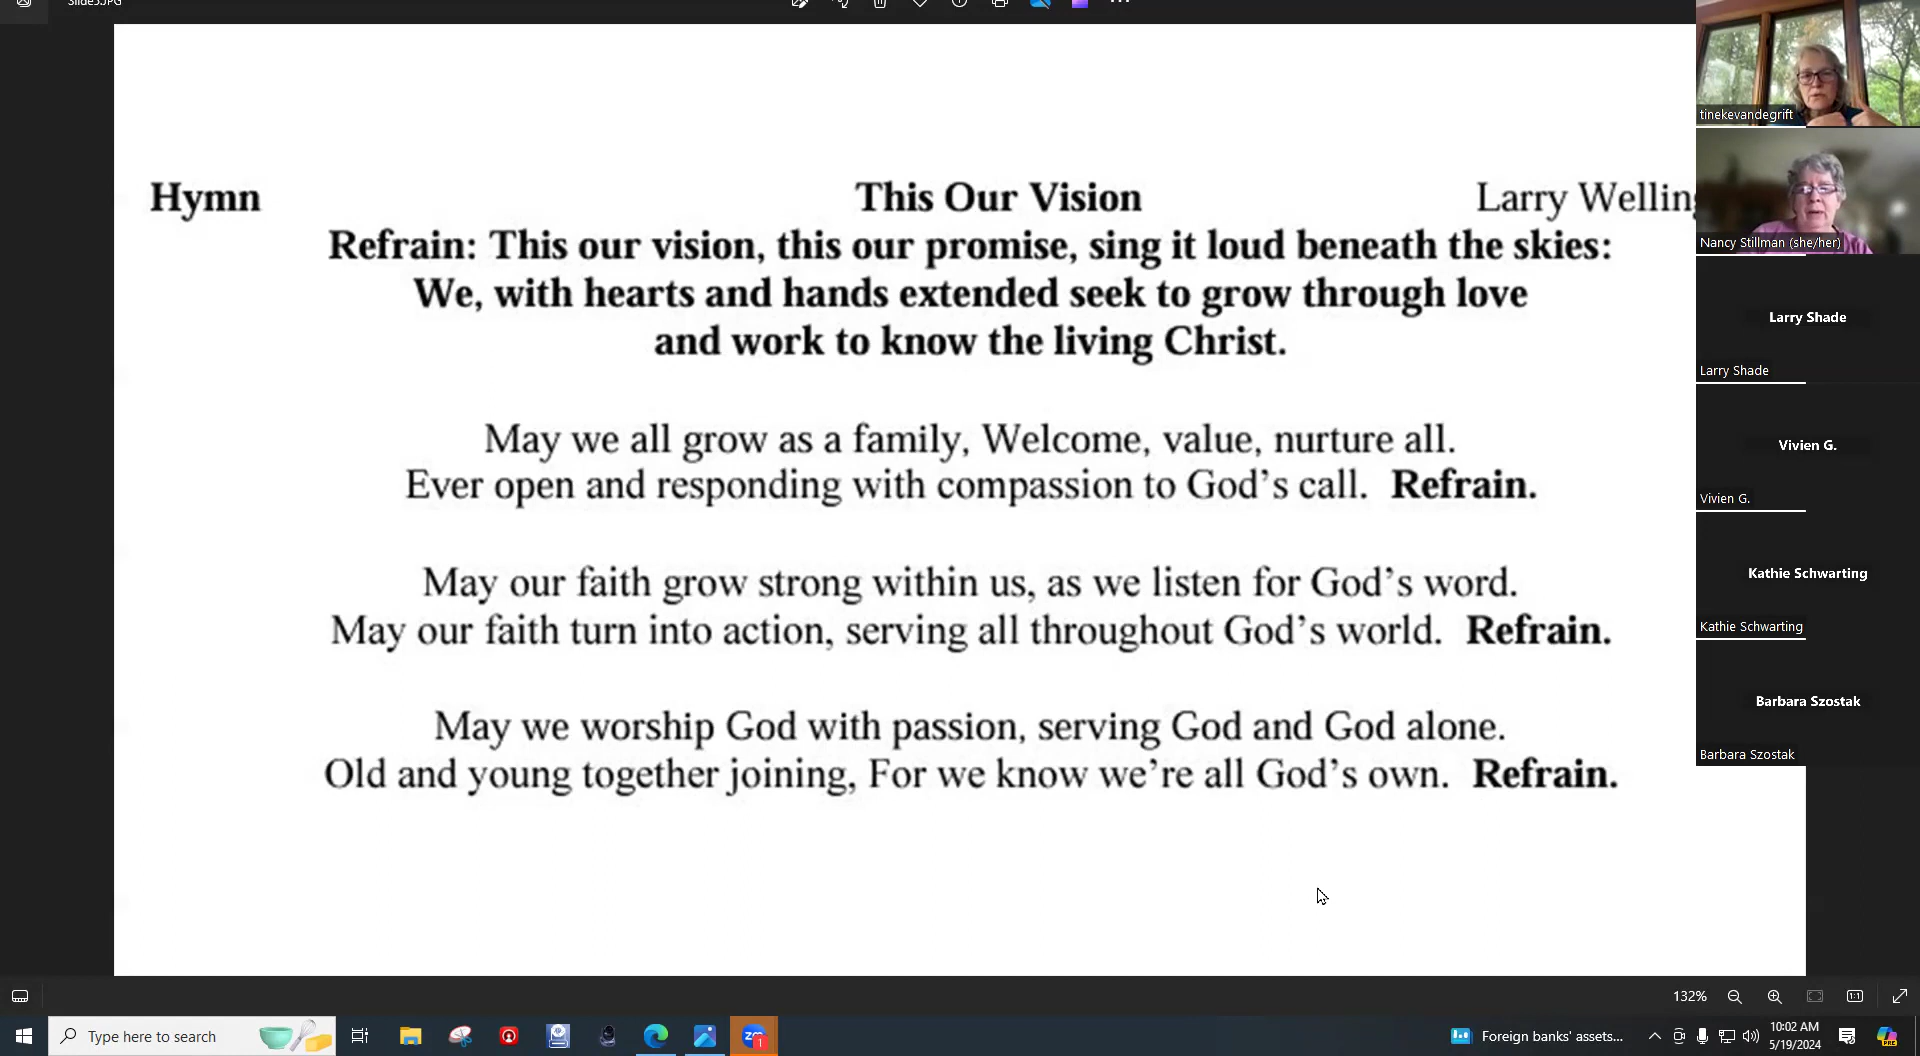 Slide5.JPG
Hymn This Our Vision Larry Welling
Refrain: This our vision, this our promise, sing it loud beneath the skies:
We, with hearts and hands extended seek to grow through love
and work to know the living Christ.
May we all grow as a family, Welcome, value, nurture all.
Ever open and responding with compassion to God's call. Refrain.
May our faith grow strong within us, as we listen for God's word.
May our faith turn into action, serving all throughout God's world. Refrain.
May we worship God with passion, serving God and God alone.
Old and young together joining, For we know we're all God's own. Refrain.
tinekevandegrift
Nancy Stillman (she/her)
Larry Shade
Larry Shade
Vivien G.
Vivien G.
Kathie Schwarting
Kathie Schwarting
Barbara Szostak
Barbara Szostak
132%
1:1
Type here to search
zm
1
Foreign banks' assets...
10:02 AM
5/19/2024
PRE